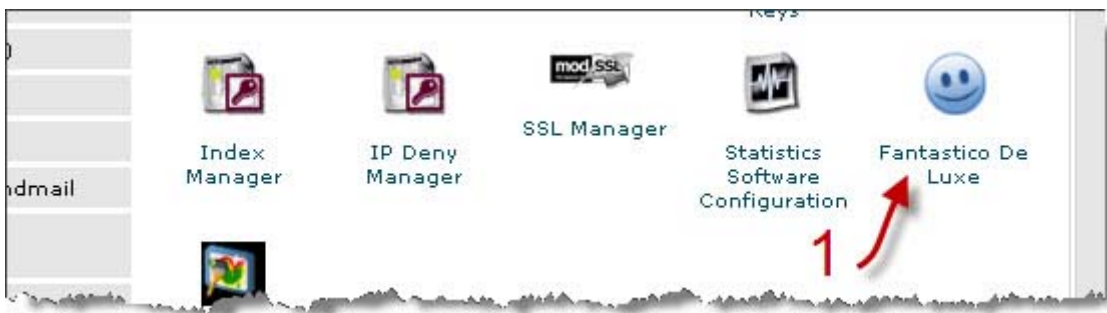 Keys
)
mod SSL
SSL Manager
Index
Manager
IP Deny
Manager
Statistics
Software
Configuration
Fantastico De
Luxe
ndmail
1